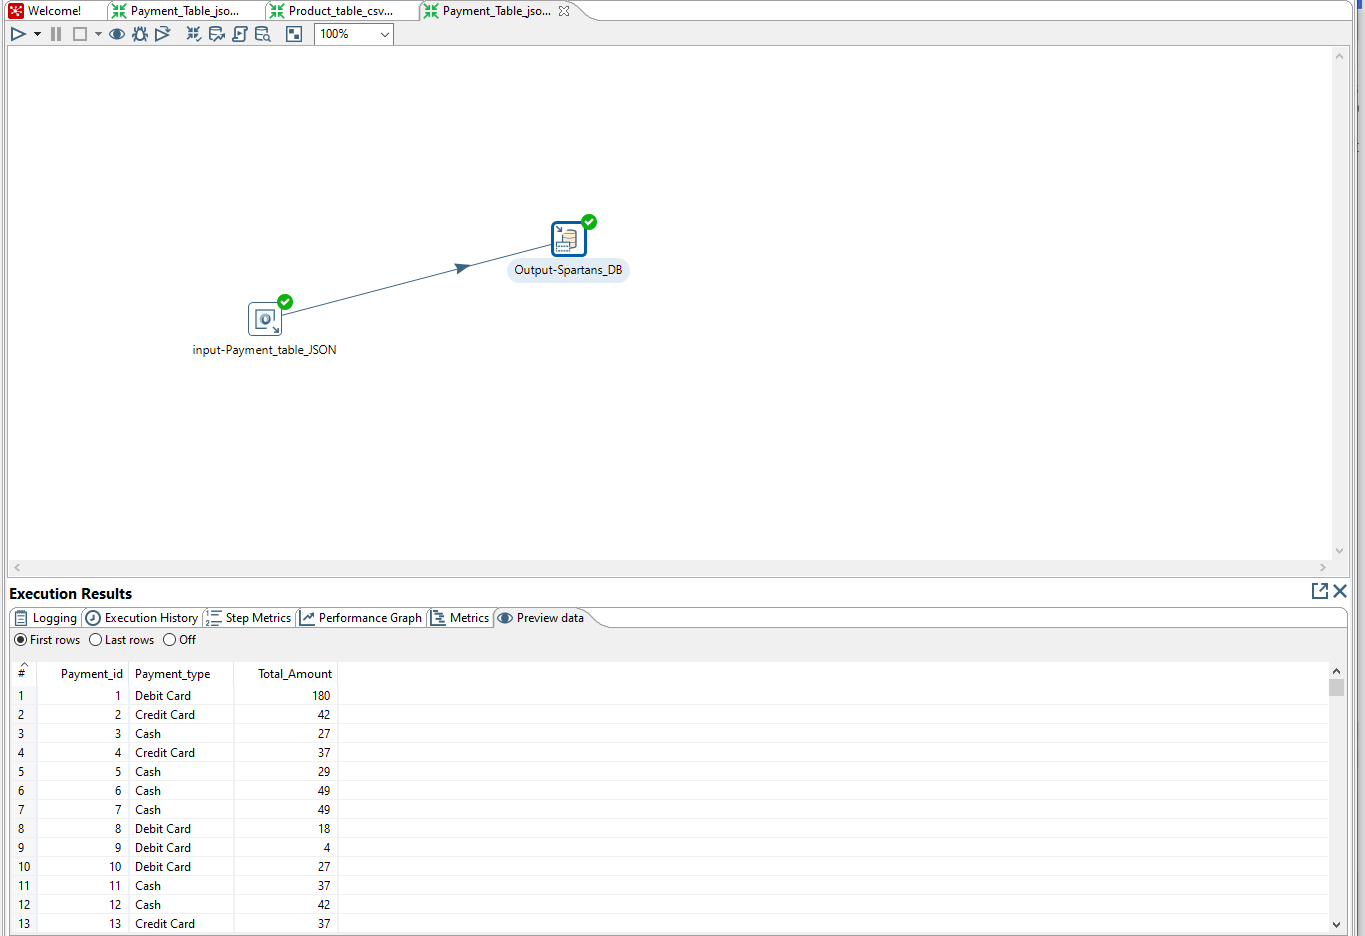 Welcome! Payment_Table_jso... Product_table_csv... Payment_Table_jso...
100%
Output-Spartans_DB
input-Payment_table_JSON
Execution Results
Logging Execution History Step Metrics Performance Graph Metrics Preview data
First rows Last rows Off
# Payment_id Payment_type Total_Amount
1 1 Debit Card 180
2 2 Credit Card 42
3 3 Cash 27
4 4 Credit Card 37
5 5 Cash 29
6 6 Cash 49
7 7 Cash 49
8 8 Debit Card 18
9 9 Debit Card 4
10 10 Debit Card 27
11 11 Cash 37
12 12 Cash 42
13 13 Credit Card 37